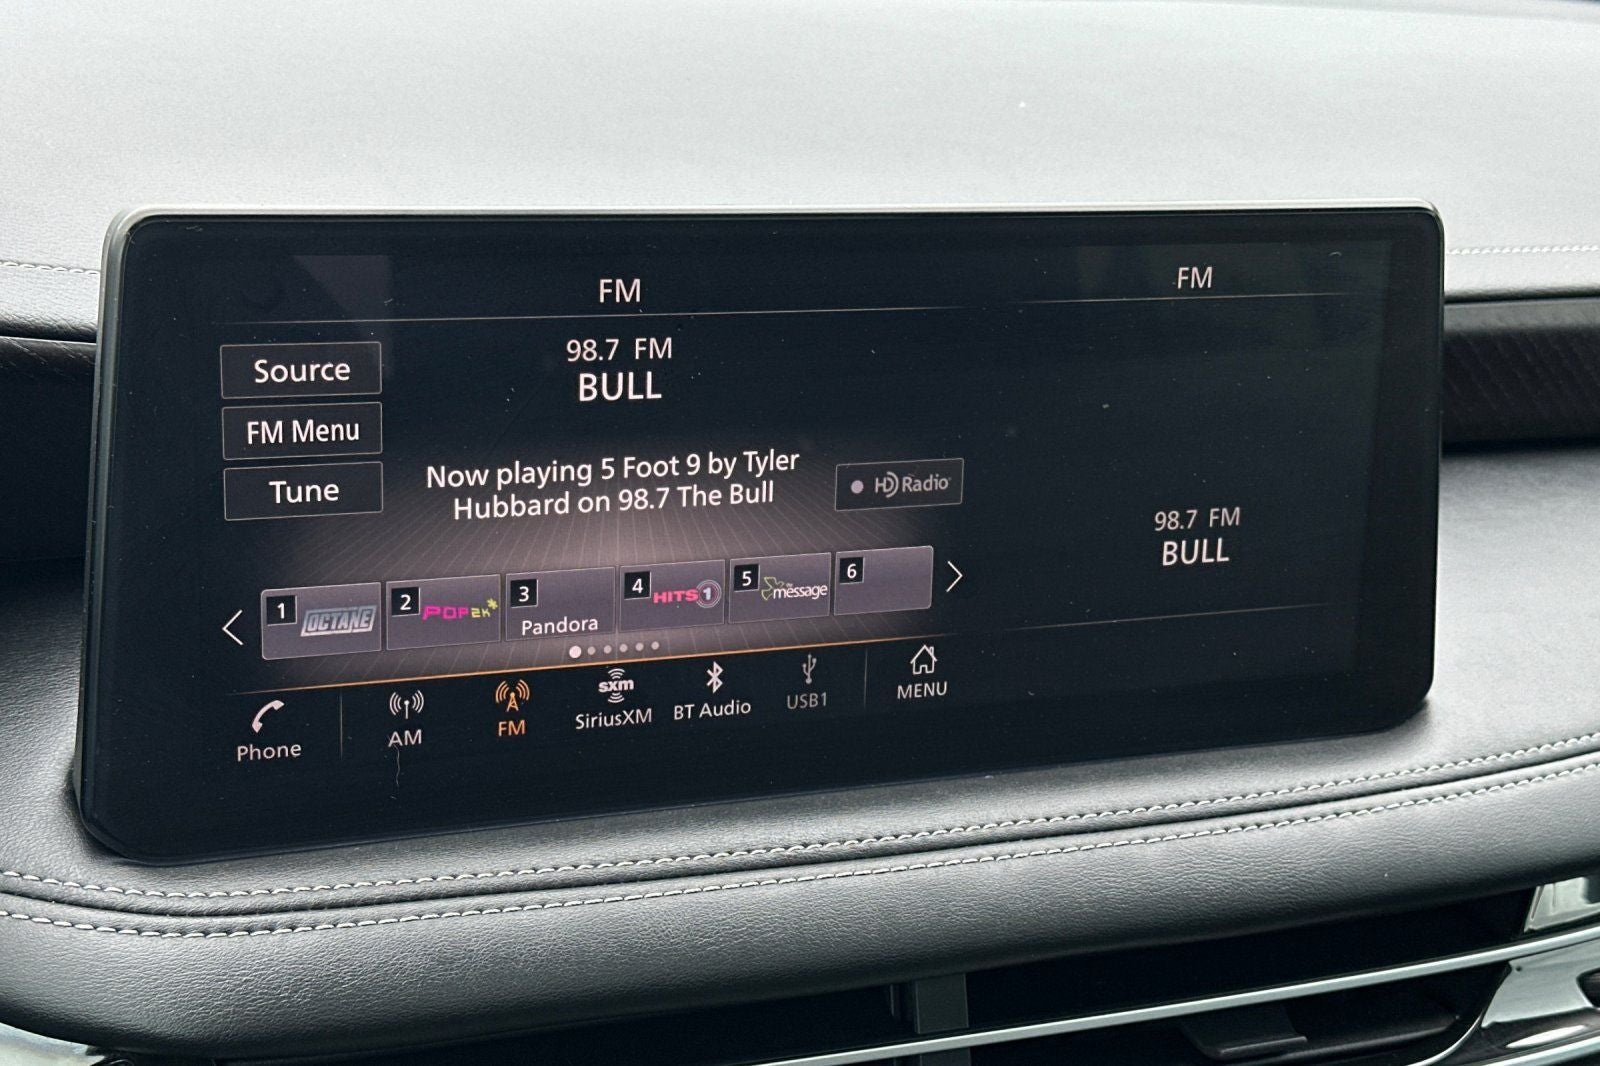 FM
FM
98.7 FM
BULL
Source
FM Menu
Tune
Now playing 5 Foot 9 by Tyler
Hubbard on 98.7 The Bull
HD Radio
98.7 FM
BULL
1 OCTANE
2 POP2K
3 Pandora
4 HITS 1
5 the message
6
Phone
AM
FM
sxm
SiriusXM
BT Audio
USB1
MENU